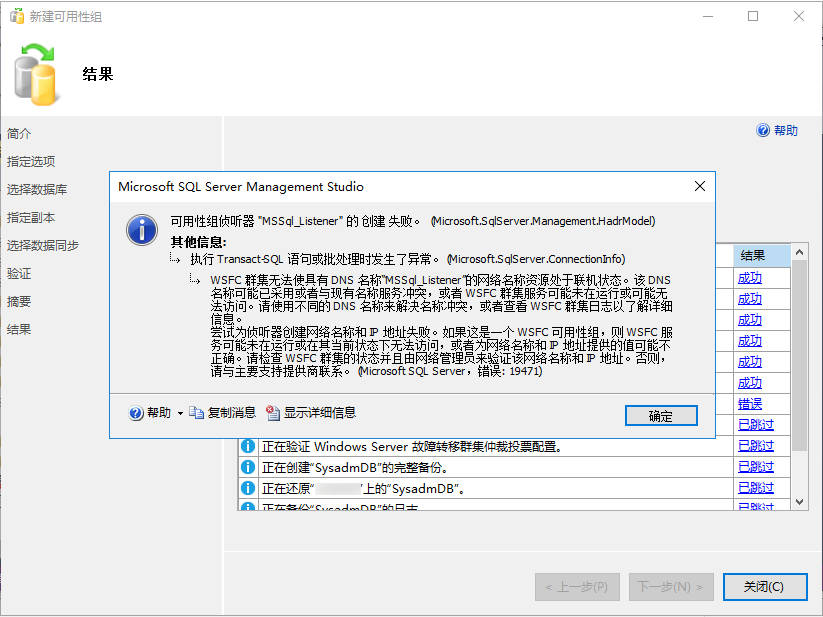 新建可用性组
结果
简介
指定选项
选择数据库
指定副本
选择数据同步
验证
摘要
结果
帮助
Microsoft SQL Server Management Studio
可用性组侦听器 "MSSql_Listener" 的 创建 失败。 (Microsoft.SqlServer.Management.HadrModel)
其他信息:
执行 Transact-SQL 语句或批处理时发生了异常。 (Microsoft.SqlServer.ConnectionInfo)
WSFC 群集无法使具有 DNS 名称"MSSql_Listener"的网络名称资源处于联机状态。该 DNS
名称可能已采用或者与现有名称服务冲突，或者 WSFC 群集服务可能未在运行或可能无
法访问。请使用不同的 DNS 名称来解决名称冲突，或者查看 WSFC 群集日志以了解详细
信息。
尝试为侦听器创建网络名称和 IP 地址失败。如果这是一个 WSFC 可用性组，则 WSFC 服
务可能未在运行或在其当前状态下无法访问，或者为网络名称和 IP 地址提供的值可能不
正确。请检查 WSFC 群集的状态并且由网络管理员来验证该网络名称和 IP 地址。否则，
请与主要支持提供商联系。 (Microsoft SQL Server，错误: 19471)
帮助
复制消息
显示详细信息
确定
结果
成功
成功
成功
成功
成功
成功
错误
已跳过
正在验证 Windows Server 故障转移群集仲裁投票配置。 已跳过
正在创建“SysadmDB”的完整备份。 已跳过
正在还原“ ”上的“SysadmDB”。 已跳过
正在备份“SysadmDB”的日志 已跳过
< 上一步(P)
下一步(N) >
关闭(C)